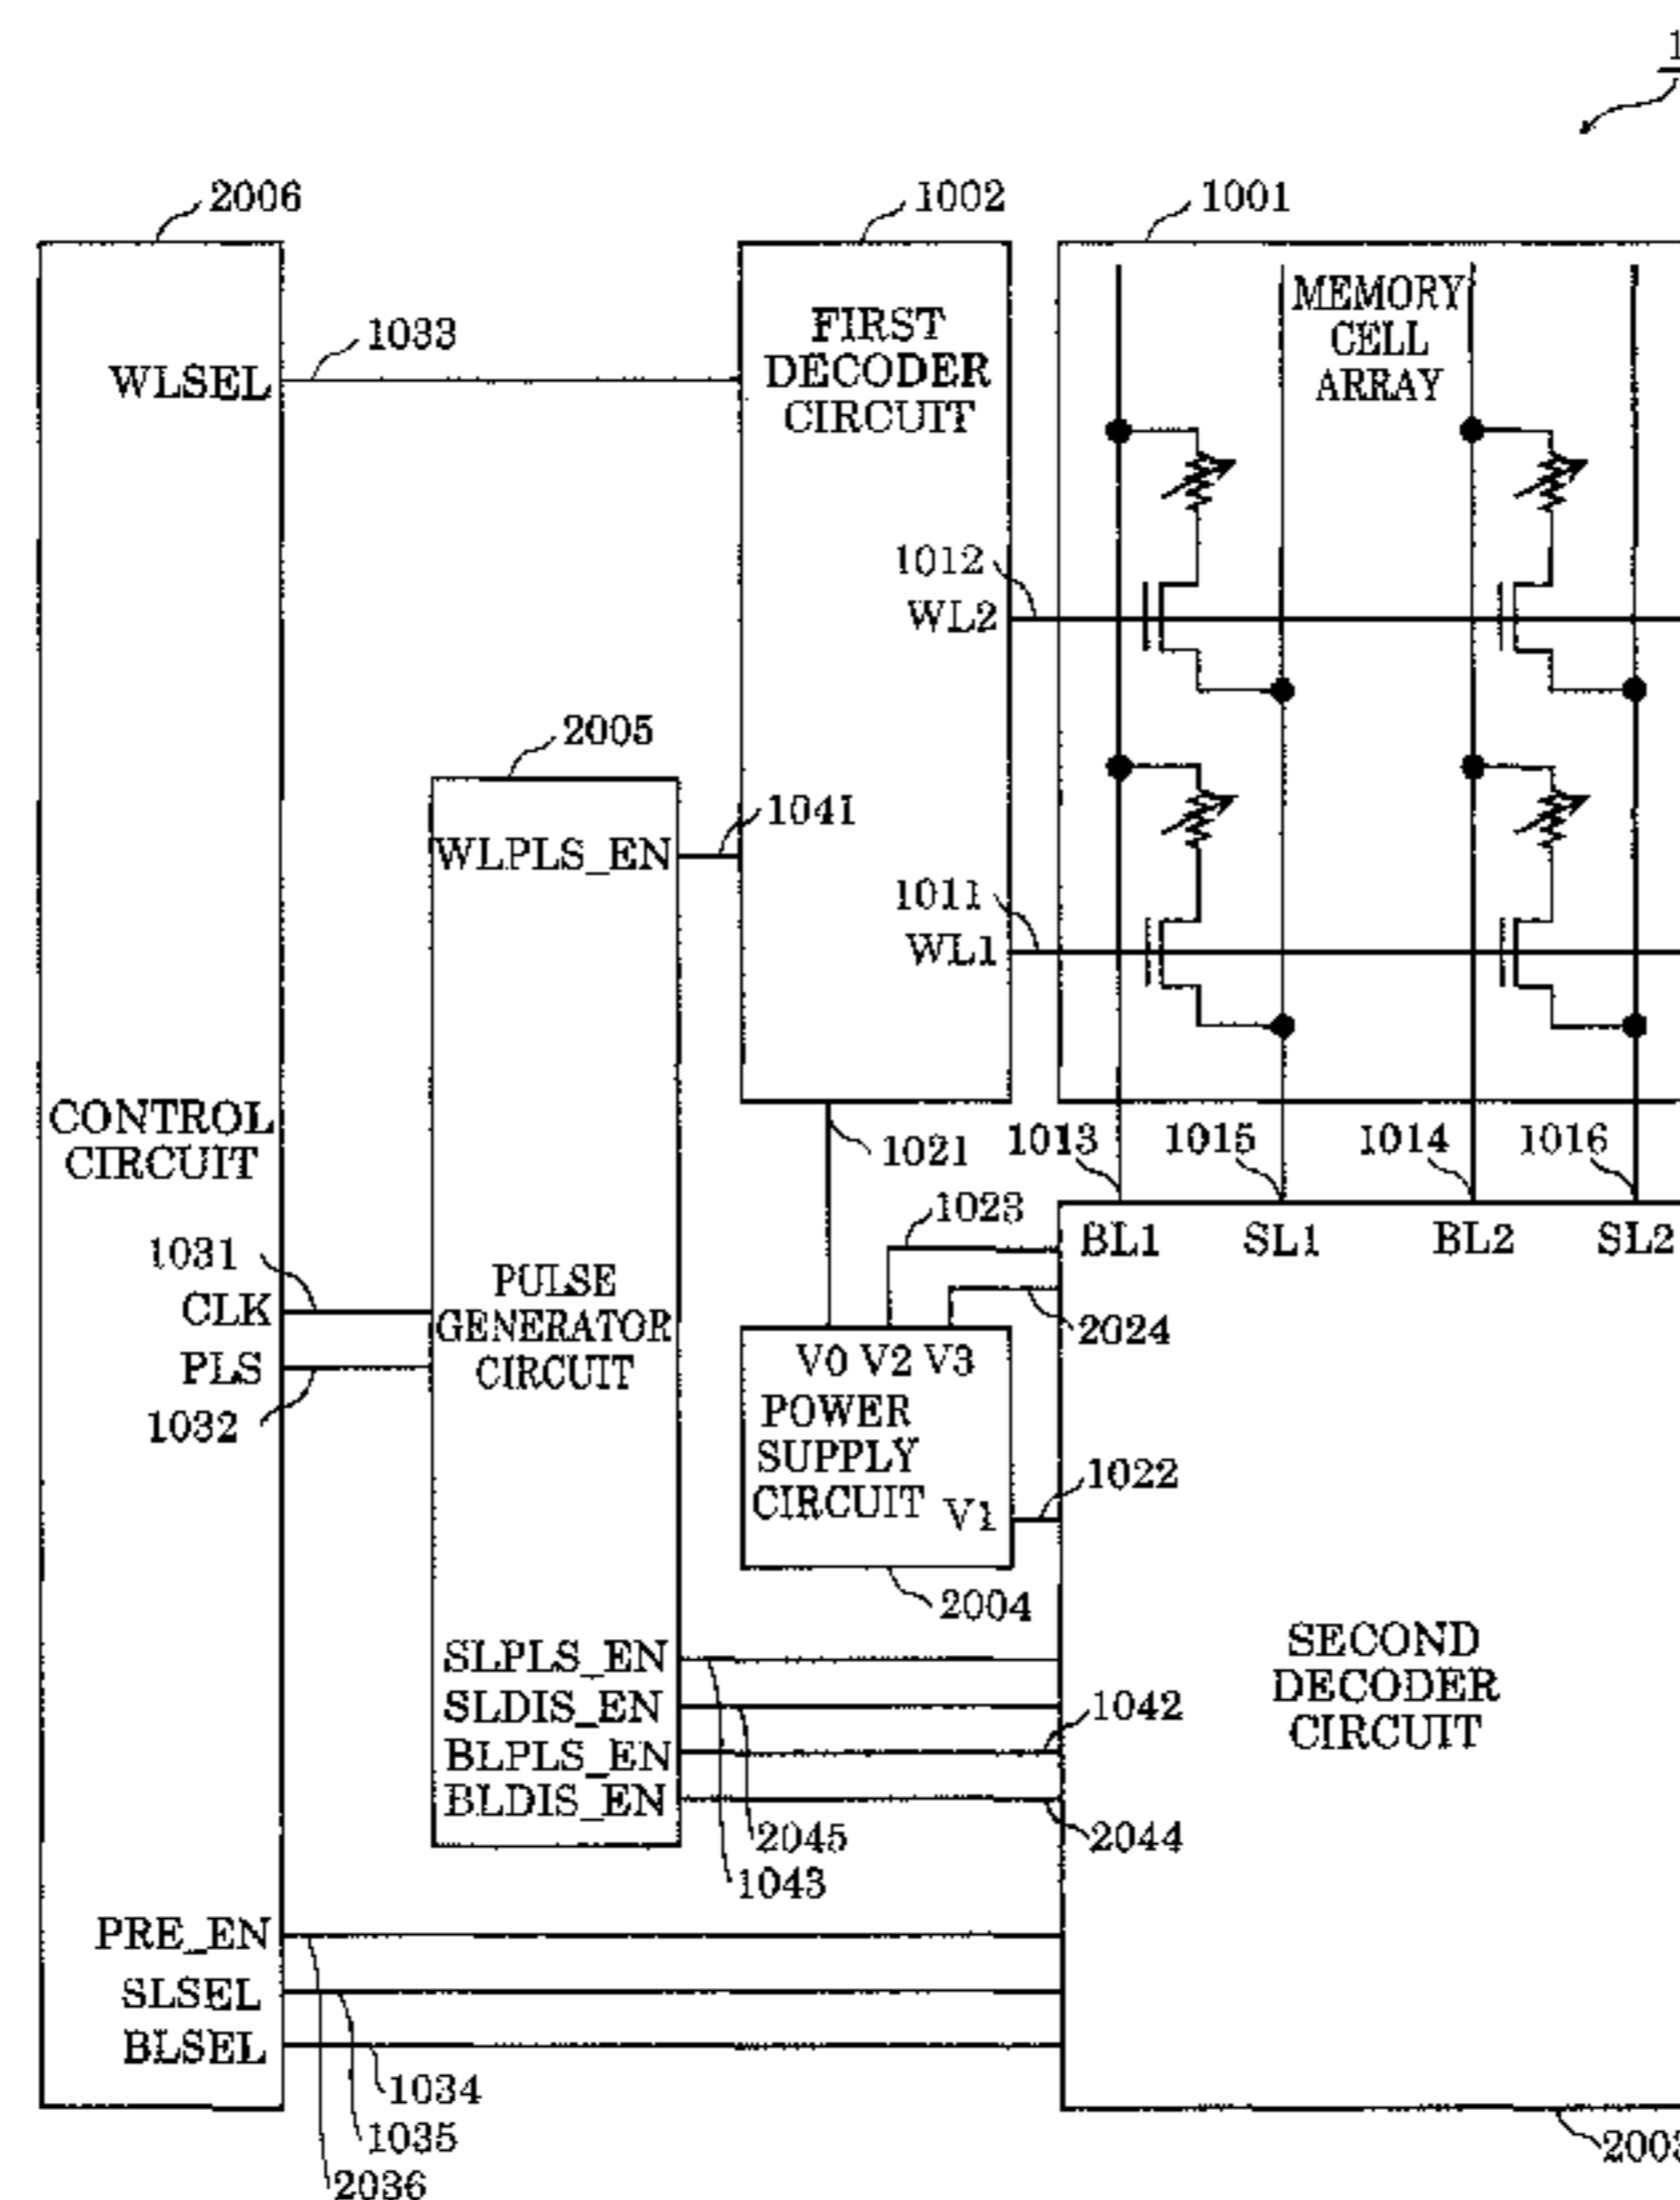 1
2006
1002
1001
1033
WLSEL
FIRST
DECODER
CIRCUIT
MEMORY
CELL
ARRAY
1012
WL2
2005
1041
WLPLS_EN
1011
WL1
CONTROL
CIRCUIT
1021
1013
1015
1014
1016
1023
BL1
SL1
BL2
SL2
1031
CLK
PLS
1032
PULSE
GENERATOR
CIRCUIT
2024
V0 V2 V3
POWER
SUPPLY
CIRCUIT
V1
1022
2004
SLPLS_EN
SLDIS_EN
BLPLS_EN
BLDIS_EN
1042
2044
2045
1043
SECOND
DECODER
CIRCUIT
PRE_EN
SLSEL
BLSEL
1034
1035
2036